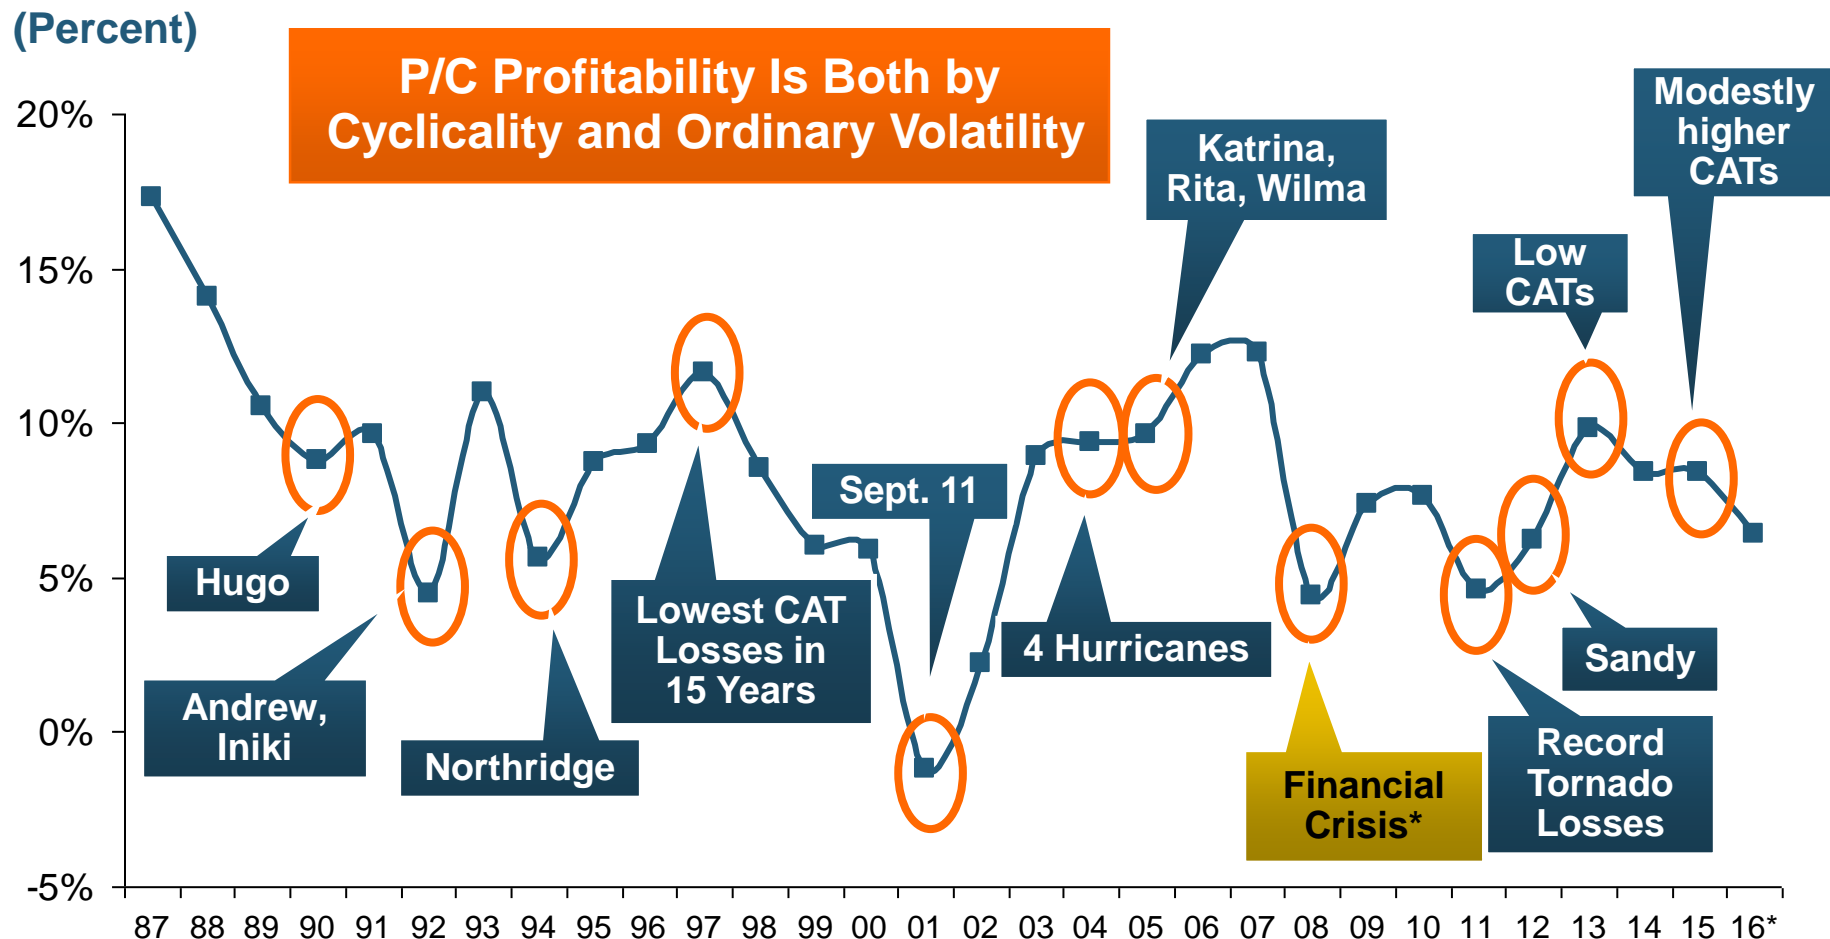 (Percent)
P/C Profitability Is Both by
Cyclicality and Ordinary Volatility
20%
15%
10%
5%
0%
-5%
Hugo
Andrew,
Iniki
Northridge
Lowest CAT
Losses in
15 Years
Sept. 11
4 Hurricanes
Katrina,
Rita, Wilma
Financial
Crisis*
Record
Tornado
Losses
Sandy
Low
CATs
Modestly
higher
CATs
87 88 89 90 91 92 93 94 95 96 97 98 99 00 01 02 03 04 05 06 07 08 09 10 11 12 13 14 15 16*